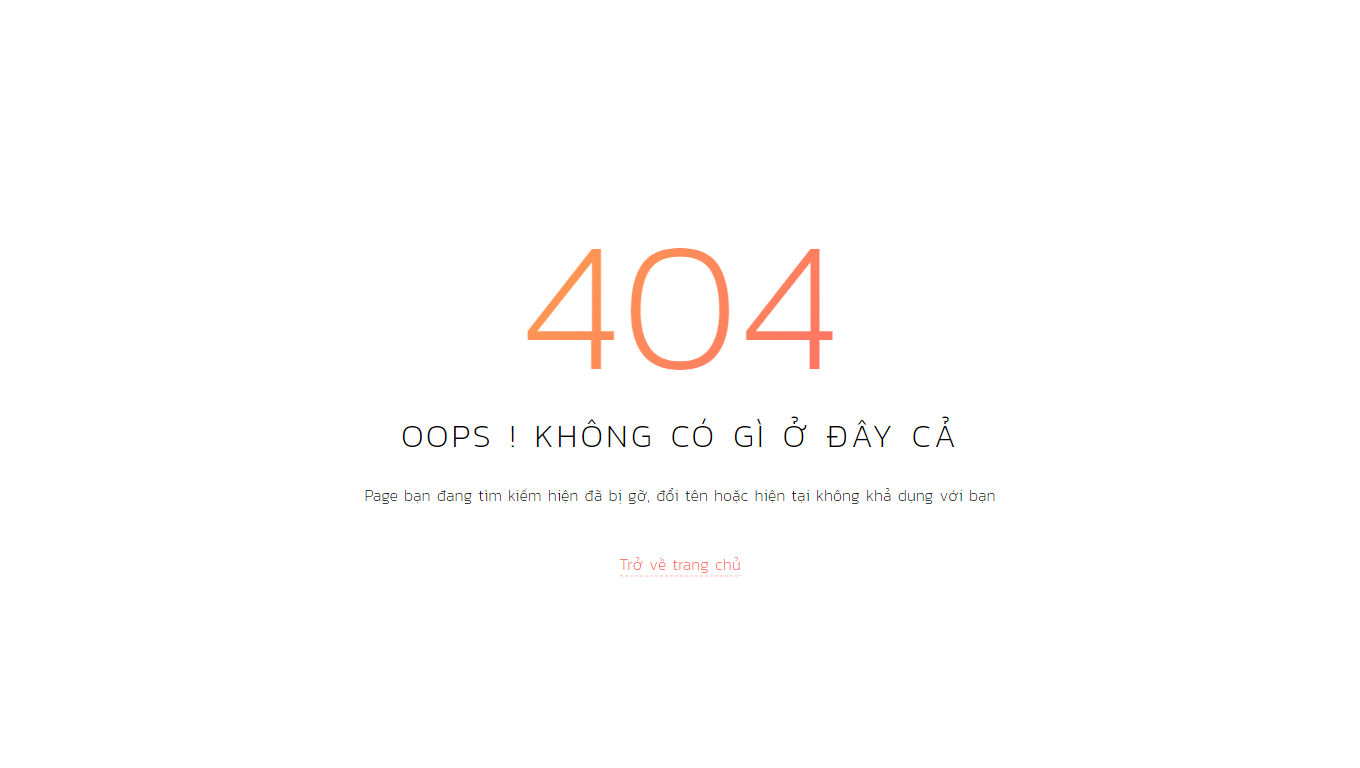 404
OOPS ! KHÔNG CÓ GÌ Ở ĐÂY CẢ
Page bạn đang tìm kiếm hiện đã bị gỡ, đổi tên hoặc hiện tại không khả dụng với bạn
Trở về trang chủ